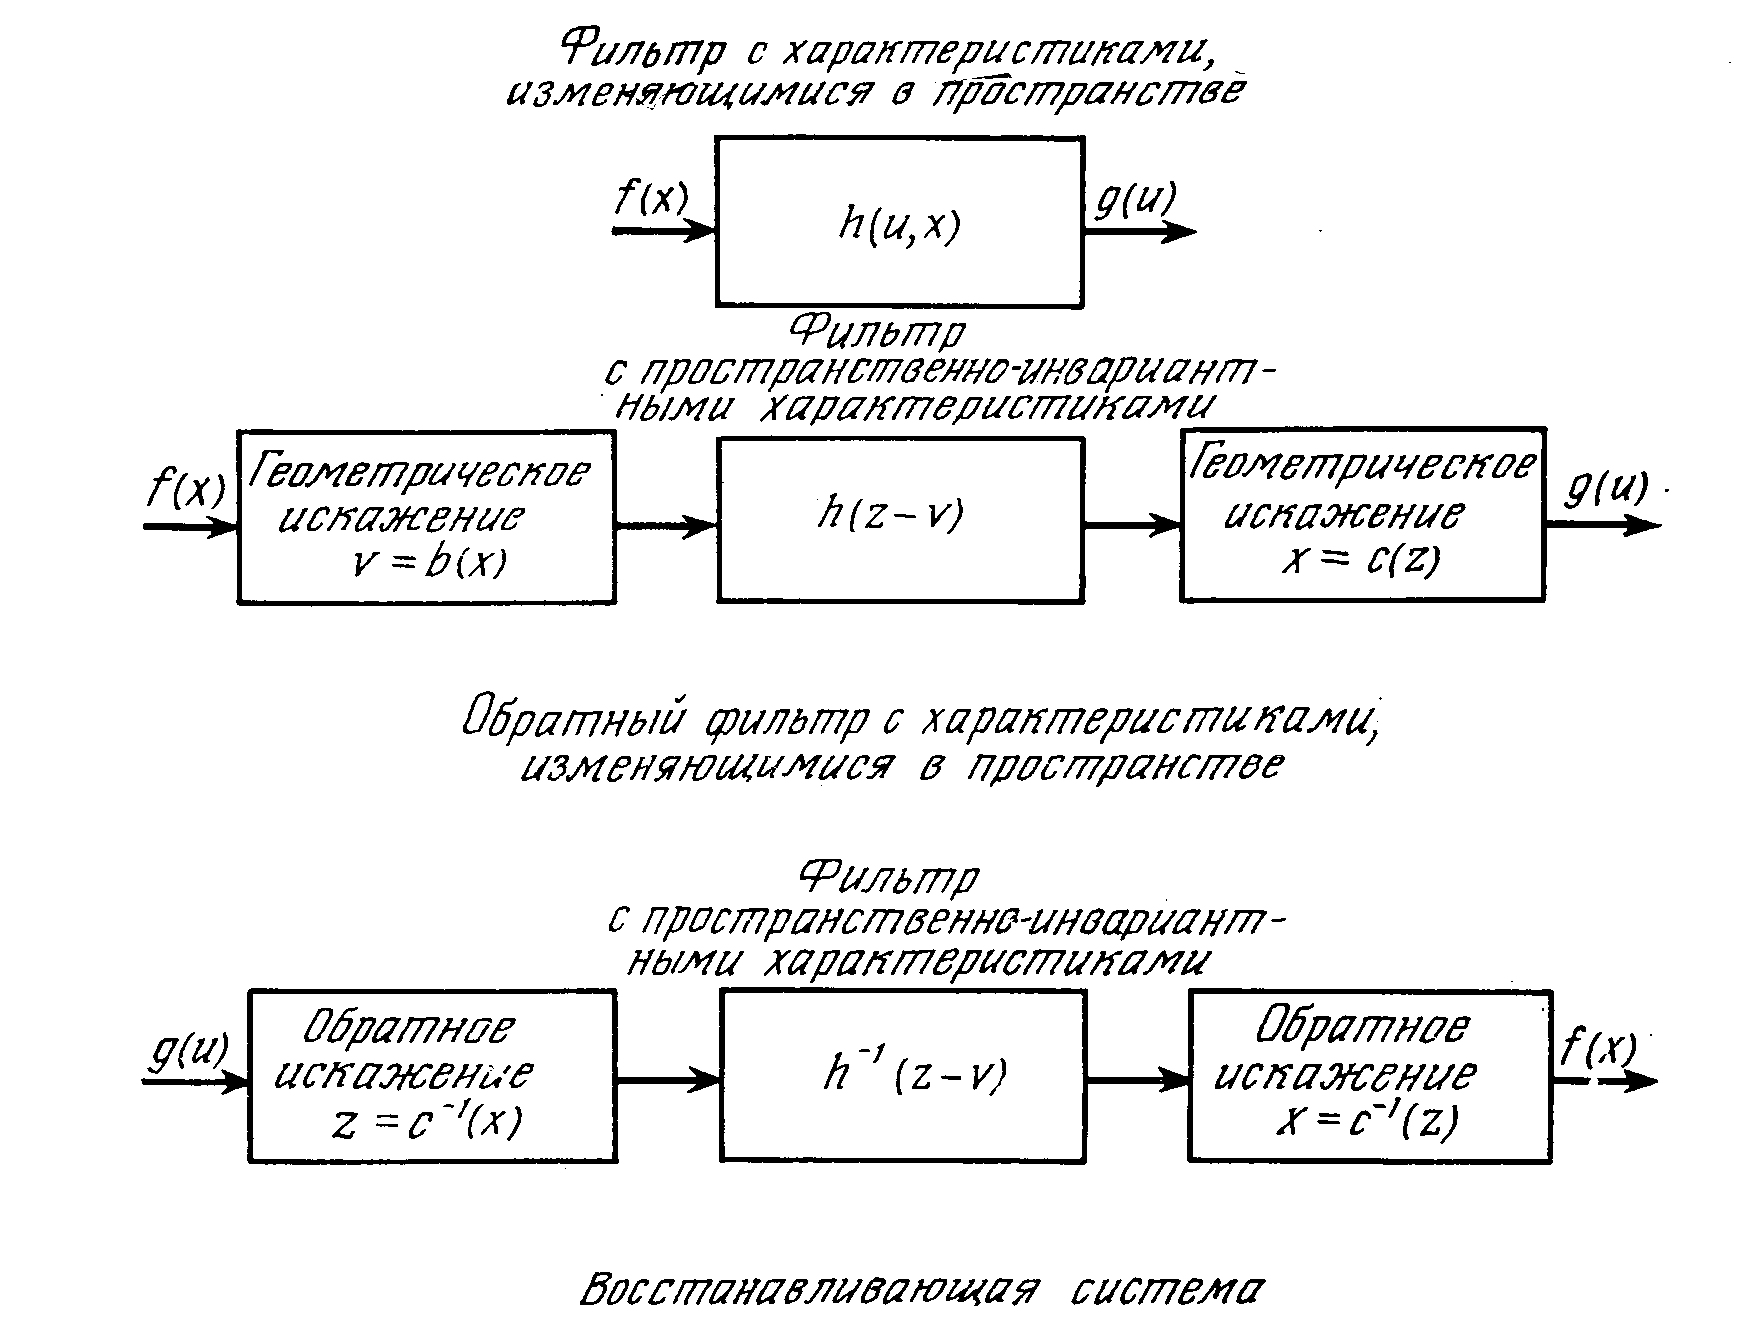 Фильтр с характеристиками,
изменяющимися в пространстве
f(x)
h(u,x)
g(u)
Фильтр
с пространственно-инвариант-
ными характеристиками
f(x)
Геометрическое
искажение
v = b(x)
h(z-v)
Геометрическое
искажение
x = c(z)
g(u)
Обратный фильтр с характеристиками,
изменяющимися в пространстве
Фильтр
с пространственно-инвариант-
ными характеристиками
g(u)
Обратное
искажение
z = c⁻¹(x)
h⁻¹(z-v)
Обратное
искажение
x = c⁻¹(z)
f(x)
Восстанавливающая система